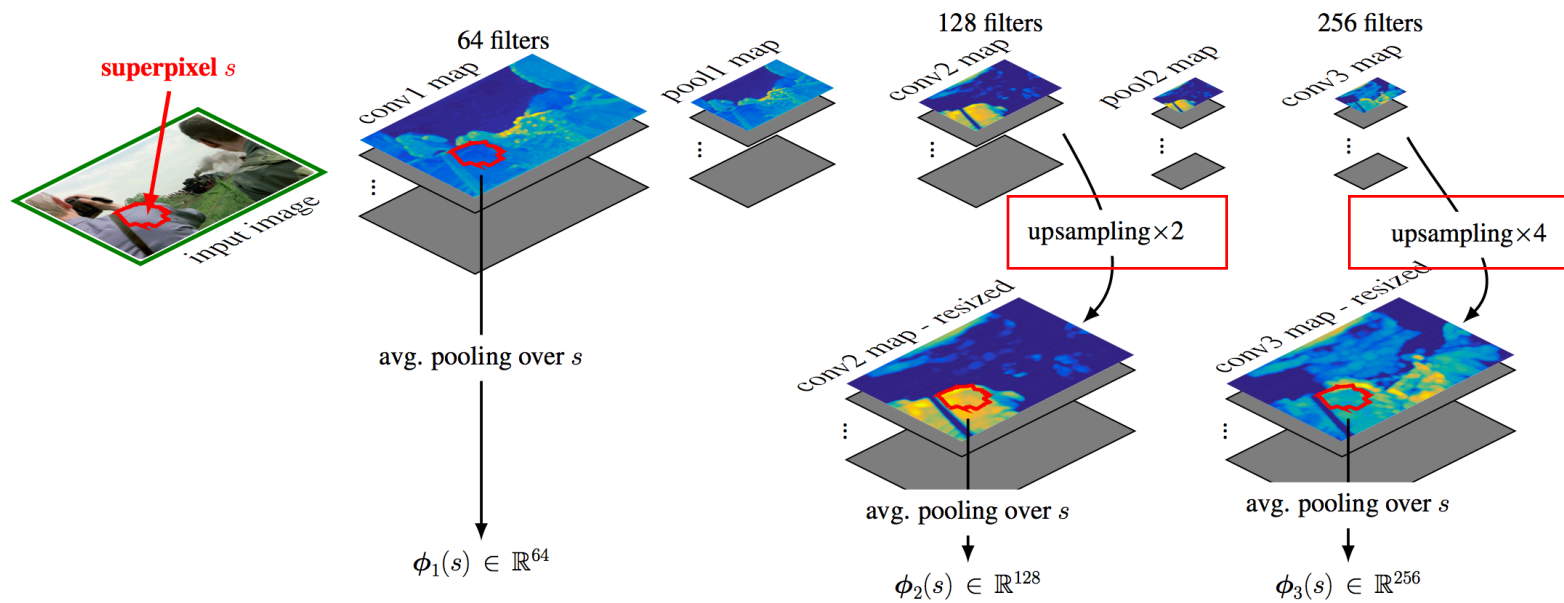 superpixel s
input image
64 filters
conv1 map
⋮
avg. pooling over s
ϕ₁(s) ∈ ℝ⁶⁴
pool1 map
⋮
128 filters
conv2 map
⋮
upsampling×2
conv2 map - resized
⋮
avg. pooling over s
ϕ₂(s) ∈ ℝ¹²⁸
pool2 map
⋮
256 filters
conv3 map
⋮
upsampling×4
conv3 map - resized
⋮
avg. pooling over s
ϕ₃(s) ∈ ℝ²⁵⁶